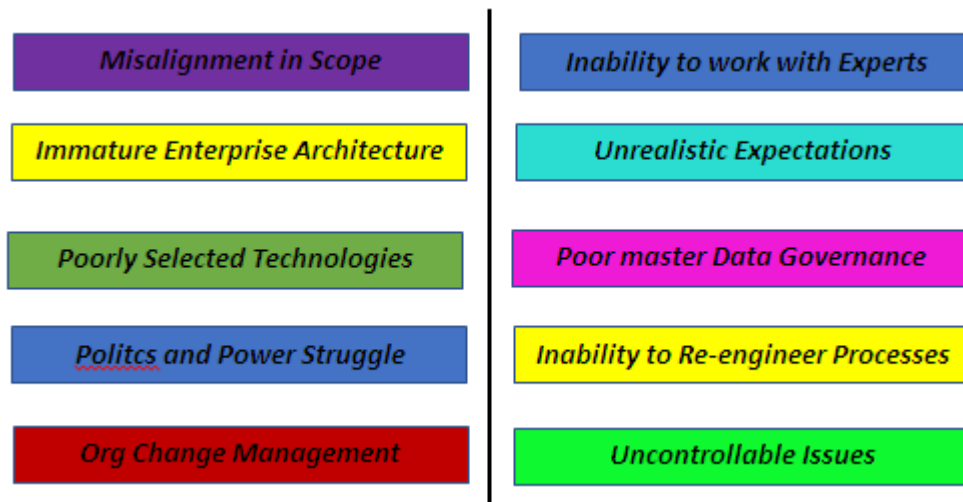 Misalignment in Scope
Immature Enterprise Architecture
Poorly Selected Technologies
Politcs and Power Struggle
Org Change Management
Inability to work with Experts
Unrealistic Expectations
Poor master Data Governance
Inability to Re-engineer Processes
Uncontrollable Issues